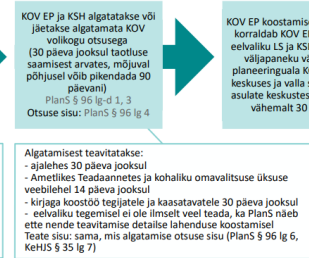 KOV EP ja KSH algatatakse või
jäetakse algatamata KOV
volikogu otsusega
(30 päeva jooksul taotluse
saamisest arvates, mõjuval
põhjusel võib pikendada 90
päevani)
PlanS § 96 lg-d 1, 3
Otsuse sisu: PlanS § 96 lg 4
KOV EP koostamise
korraldab KOV EP
eelvaliku LS ja KSH
väljapaneku
planeeringuala
keskuses ja valla
asulate keskustes
vähemalt 30
Algatamisest teavitatakse:
- ajalehes 30 päeva jooksul
- Ametlikes Teadaannetes ja kohaliku omavalitsuse üksuse
veebilehel 14 päeva jooksul
- kirjaga koostöö tegijatele ja kaasatavatele 30 päeva jooksul
- eelvaliku tegemisel ei ole ilmselt veel teada, ka PlanS näeb
ette nende teavitamise detailse lahenduse koostamisel
Teate sisu: sama, mis algatamise otsuse sisu (PlanS § 96 lg 6,
KeHJS § 35 lg 7)